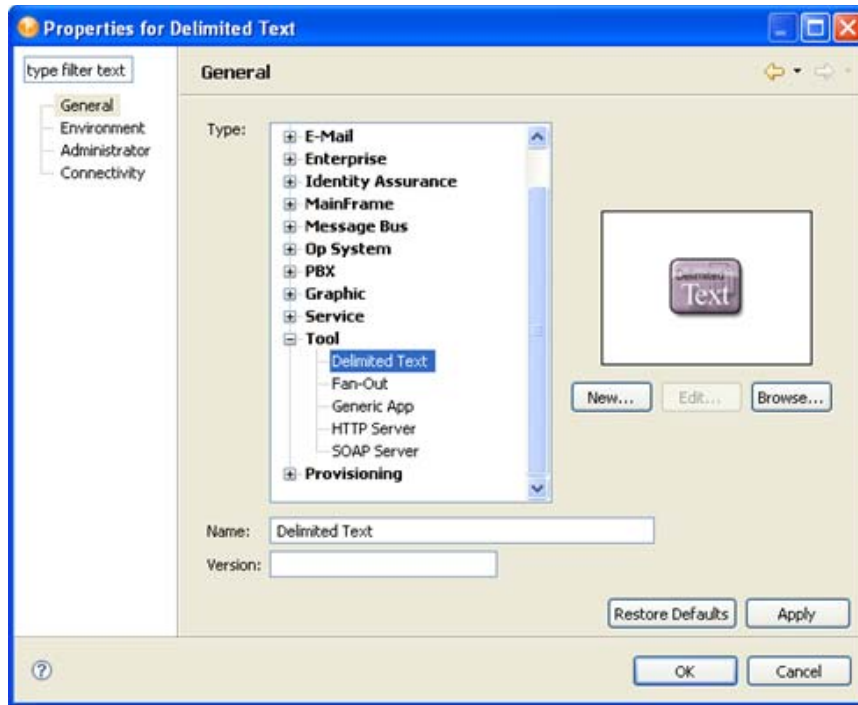 Properties for Delimited Text
type filter text
General
Environment
Administrator
Connectivity
General
Type:
E-Mail
Enterprise
Identity Assurance
MainFrame
Message Bus
Op System
PBX
Graphic
Service
Tool
Delimited Text
Fan-Out
Generic App
HTTP Server
SOAP Server
Provisioning
Delimited
Text
New... Edit... Browse...
Name: Delimited Text
Version:
Restore Defaults Apply
? OK Cancel